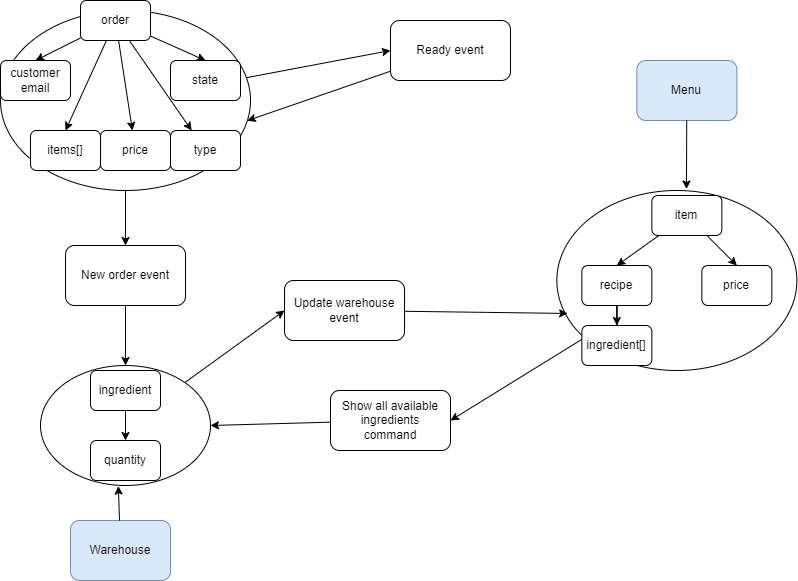 order
customer
email
state
items[]
price
type
Ready event
Menu
item
recipe
price
ingredient[]
New order event
Update warehouse
event
Show all available
ingredients
command
ingredient
quantity
Warehouse